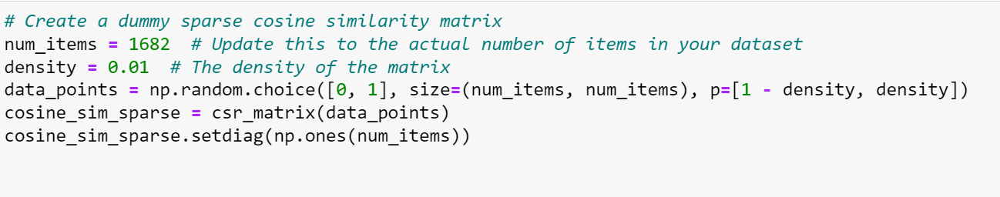 # Create a dummy sparse cosine similarity matrix
num_items = 1682  # Update this to the actual number of items in your dataset
density = 0.01  # The density of the matrix
data_points = np.random.choice([0, 1], size=(num_items, num_items), p=[1 - density, density])
cosine_sim_sparse = csr_matrix(data_points)
cosine_sim_sparse.setdiag(np.ones(num_items))